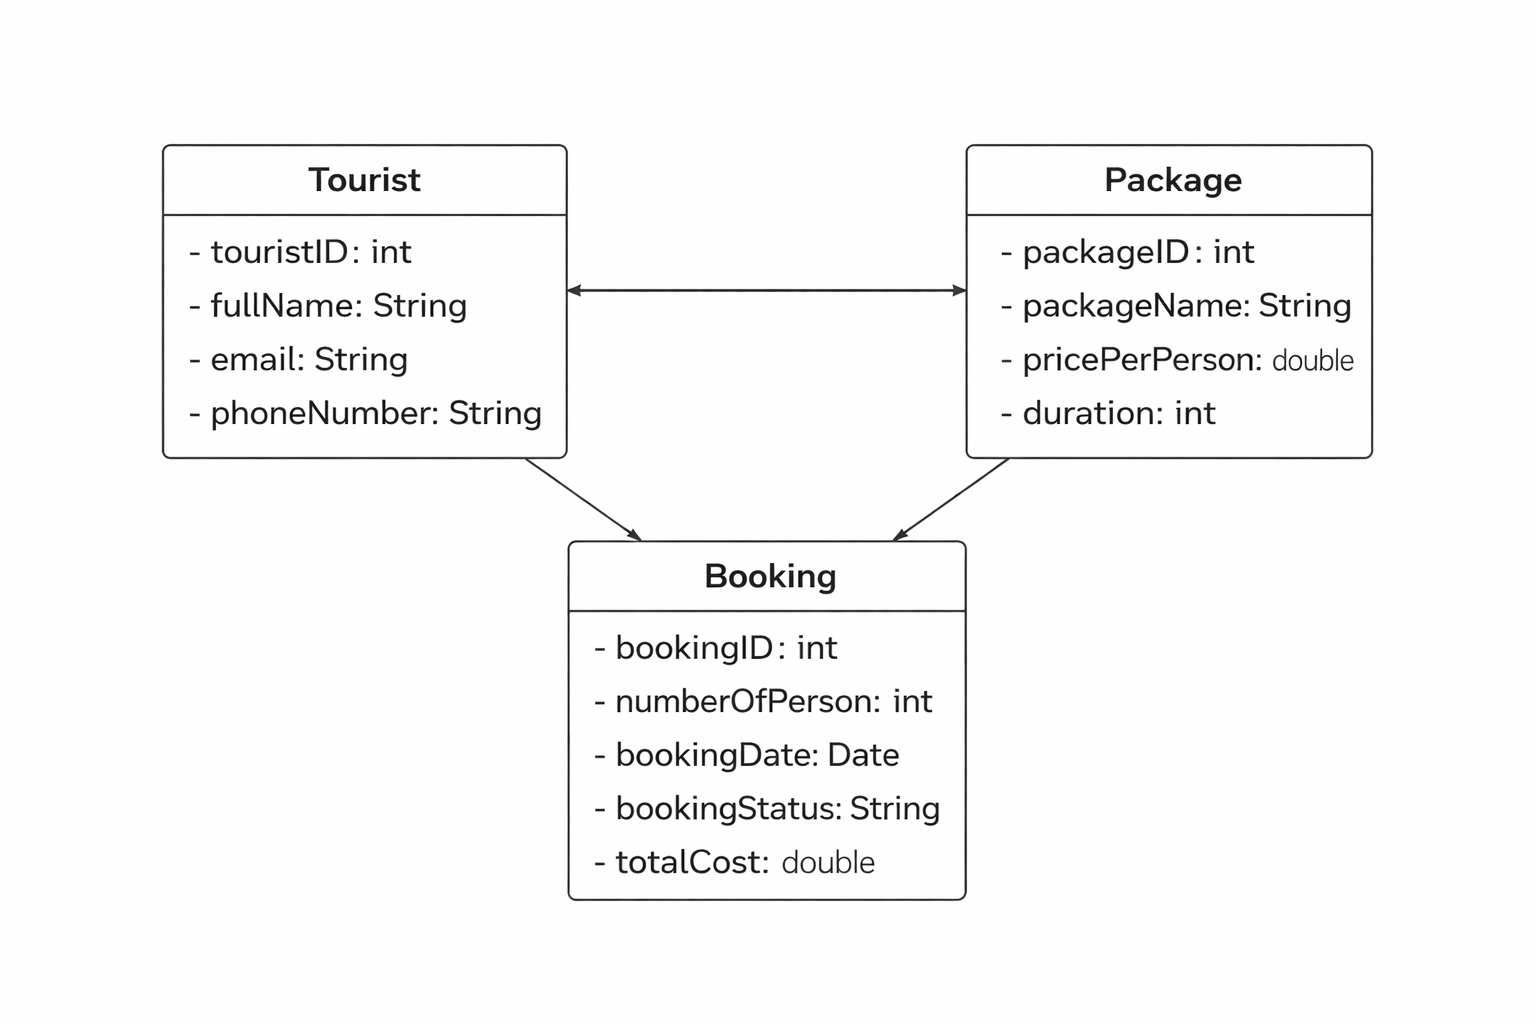 Tourist
- touristID: int
- fullName: String
- email: String
- phoneNumber: String
Package
- packageID: int
- packageName: String
- pricePerPerson: double
- duration: int
Booking
- bookingID: int
- numberOfPerson: int
- bookingDate: Date
- bookingStatus: String
- totalCost: double